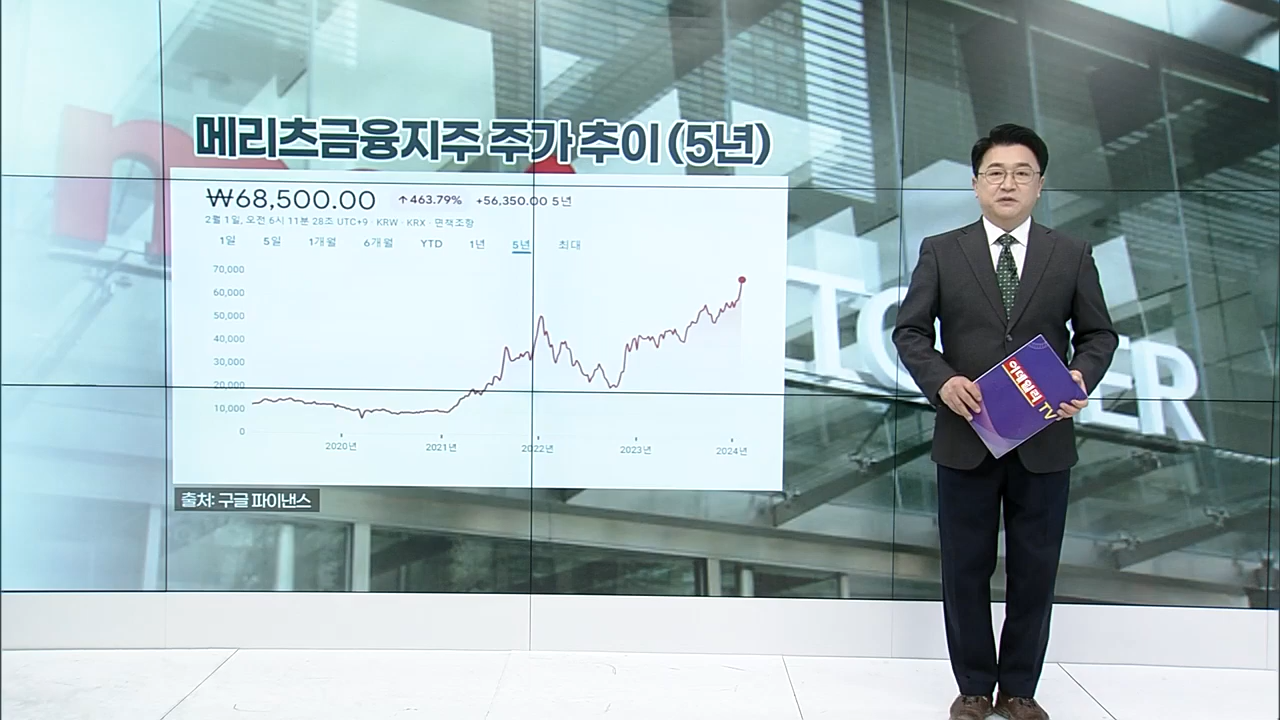 메리츠금융지주 주가 추이 (5년)
₩68,500.00 ↑463.79% +56,350.00 5년
2월 1일, 오전 6시 11분 28초 UTC+9 · KRW · KRX · 면책조항
1일 5일 1개월 6개월 YTD 1년 5년 최대
70,000
60,000
50,000
40,000
30,000
20,000
10,000
0
2020년 2021년 2022년 2023년 2024년
출처: 구글 파이낸스
이데일리 TV